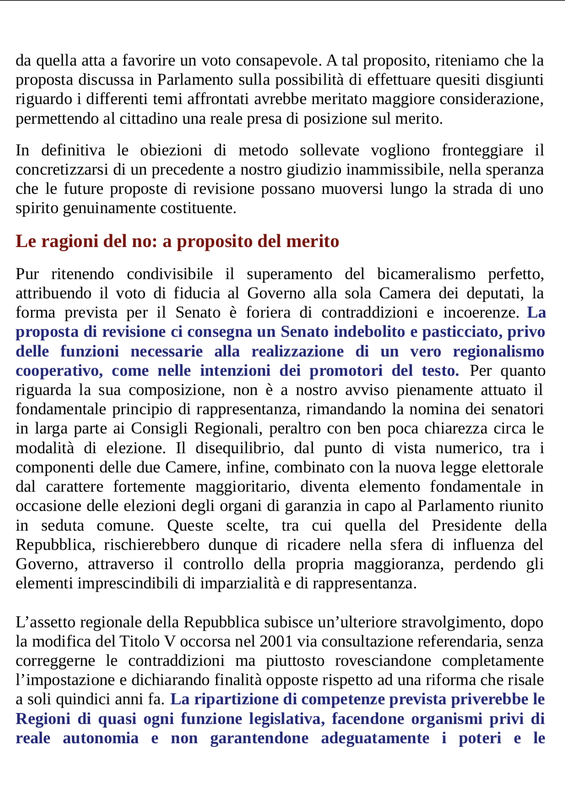 da quella atta a favorire un voto consapevole. A tal proposito, riteniamo che la
proposta discussa in Parlamento sulla possibilità di effettuare quesiti disgiunti
riguardo i differenti temi affrontati avrebbe meritato maggiore considerazione,
permettendo al cittadino una reale presa di posizione sul merito.
In definitiva le obiezioni di metodo sollevate vogliono fronteggiare il
concretizzarsi di un precedente a nostro giudizio inammissibile, nella speranza
che le future proposte di revisione possano muoversi lungo la strada di uno
spirito genuinamente costituente.
Le ragioni del no: a proposito del merito
Pur ritenendo condivisibile il superamento del bicameralismo perfetto,
attribuendo il voto di fiducia al Governo alla sola Camera dei deputati, la
forma prevista per il Senato è foriera di contraddizioni e incoerenze. La
proposta di revisione ci consegna un Senato indebolito e pasticciato, privo
delle funzioni necessarie alla realizzazione di un vero regionalismo
cooperativo, come nelle intenzioni dei promotori del testo. Per quanto
riguarda la sua composizione, non è a nostro avviso pienamente attuato il
fondamentale principio di rappresentanza, rimandando la nomina dei senatori
in larga parte ai Consigli Regionali, peraltro con ben poca chiarezza circa le
modalità di elezione. Il disequilibrio, dal punto di vista numerico, tra i
componenti delle due Camere, infine, combinato con la nuova legge elettorale
dal carattere fortemente maggioritario, diventa elemento fondamentale in
occasione delle elezioni degli organi di garanzia in capo al Parlamento riunito
in seduta comune. Queste scelte, tra cui quella del Presidente della
Repubblica, rischierebbero dunque di ricadere nella sfera di influenza del
Governo, attraverso il controllo della propria maggioranza, perdendo gli
elementi imprescindibili di imparzialità e di rappresentanza.
L’assetto regionale della Repubblica subisce un’ulteriore stravolgimento, dopo
la modifica del Titolo V occorsa nel 2001 via consultazione referendaria, senza
correggerne le contraddizioni ma piuttosto rovesciandone completamente
l’impostazione e dichiarando finalità opposte rispetto ad una riforma che risale
a soli quindici anni fa. La ripartizione di competenze prevista priverebbe le
Regioni di quasi ogni funzione legislativa, facendone organismi privi di
reale autonomia e non garantendone adeguatamente i poteri e le